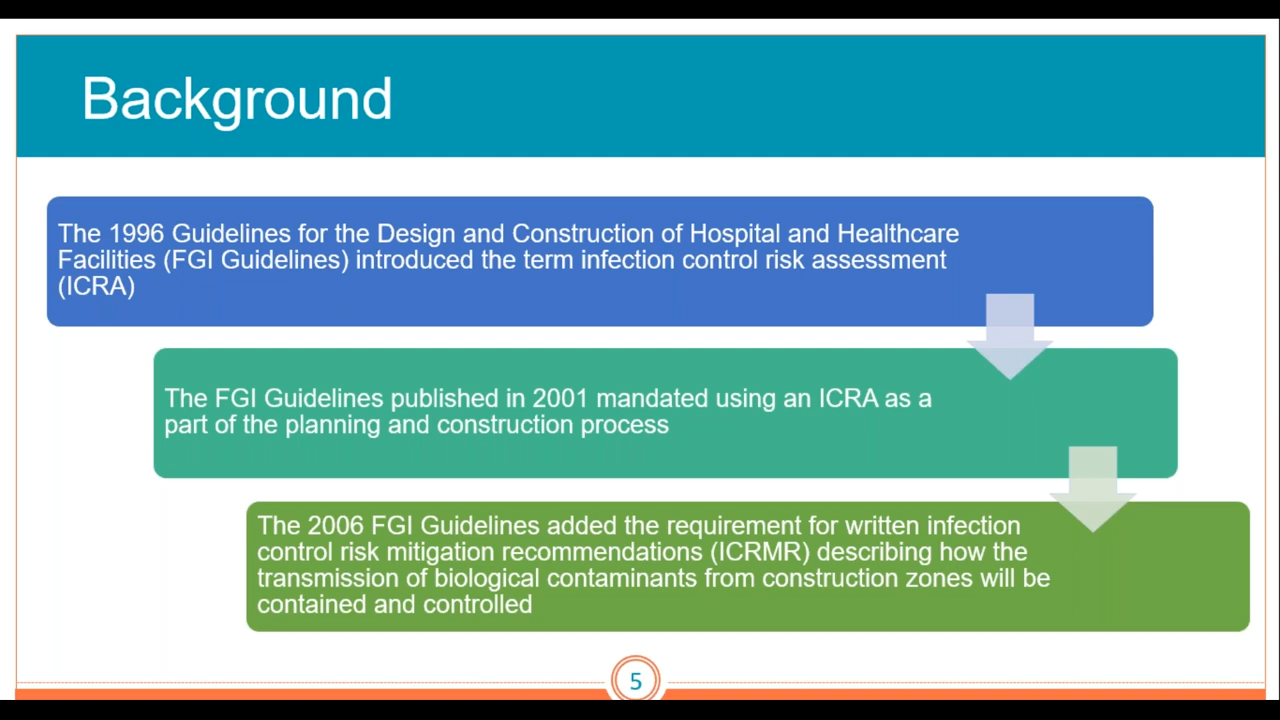 Background
The 1996 Guidelines for the Design and Construction of Hospital and Healthcare
Facilities (FGI Guidelines) introduced the term infection control risk assessment
(ICRA)
The FGI Guidelines published in 2001 mandated using an ICRA as a
part of the planning and construction process
The 2006 FGI Guidelines added the requirement for written infection
control risk mitigation recommendations (ICRMR) describing how the
transmission of biological contaminants from construction zones will be
contained and controlled
5